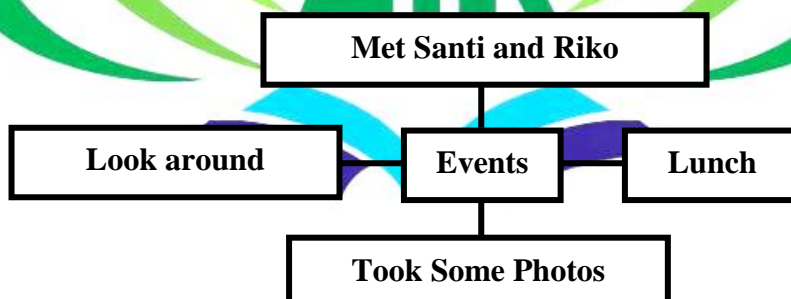 Met Santi and Riko
Look around
Events
Lunch
Took Some Photos